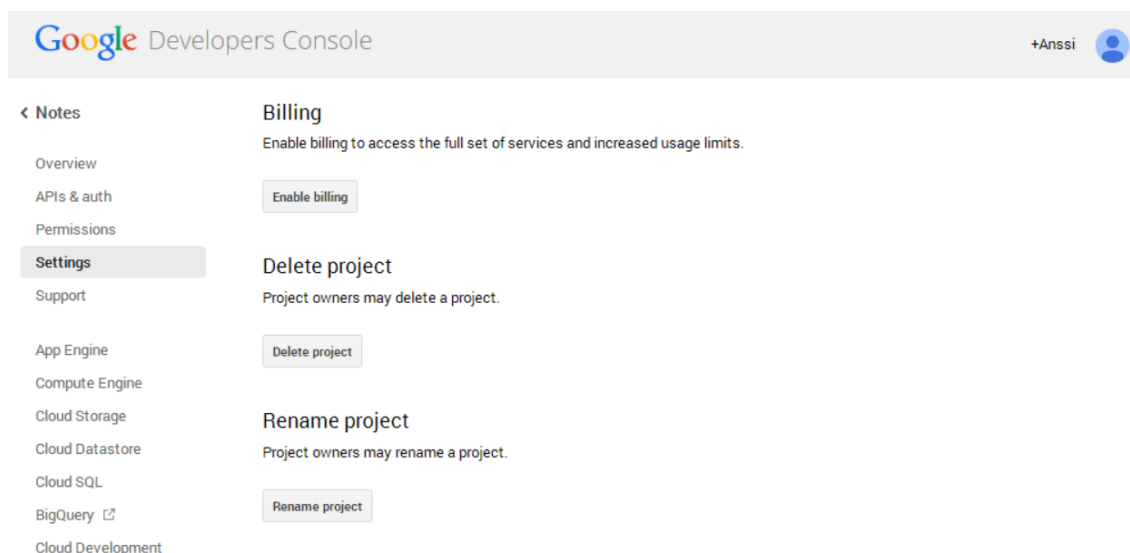 Google Developers Console
+Anssi
Notes
Overview
APIs & auth
Permissions
Settings
Support
App Engine
Compute Engine
Cloud Storage
Cloud Datastore
Cloud SQL
BigQuery
Cloud Development
Billing
Enable billing to access the full set of services and increased usage limits.
Enable billing
Delete project
Project owners may delete a project.
Delete project
Rename project
Project owners may rename a project.
Rename project